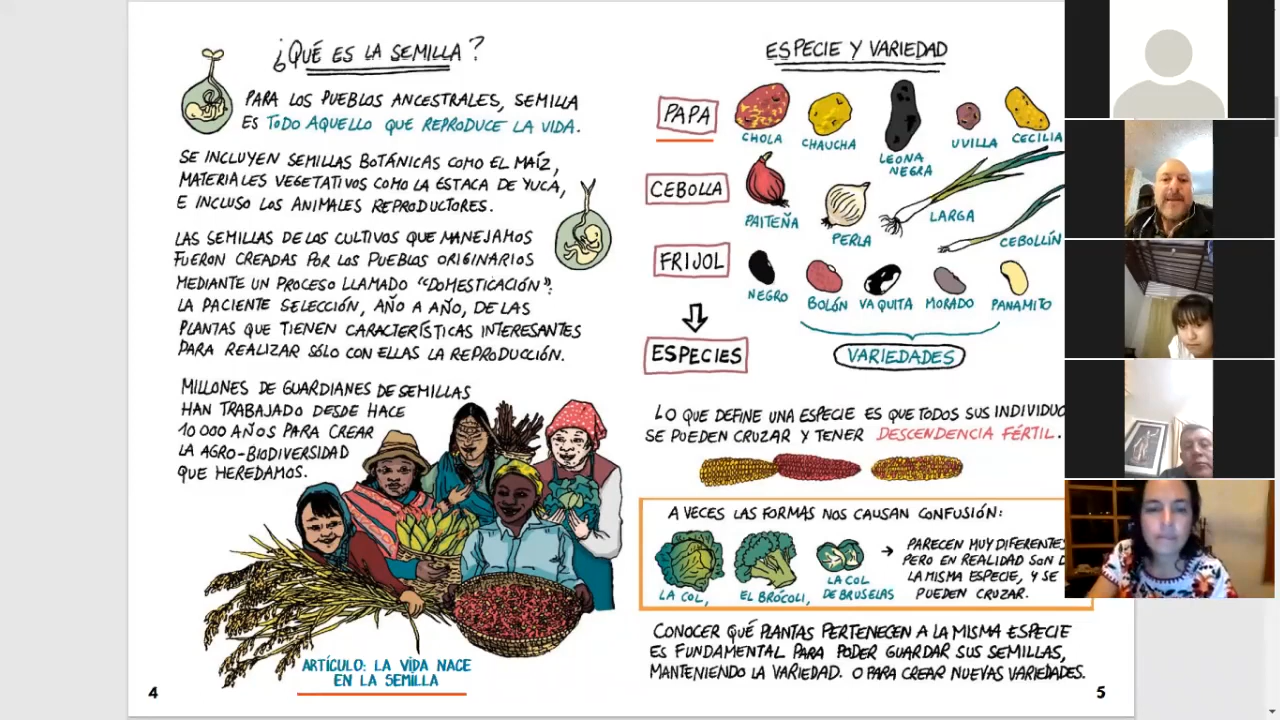 ¿QUÉ ES LA SEMILLA?
PARA LOS PUEBLOS ANCESTRALES, SEMILLA
ES TODO AQUELLO QUE REPRODUCE LA VIDA.
SE INCLUYEN SEMILLAS BOTÁNICAS COMO EL MAÍZ,
MATERIALES VEGETATIVOS COMO LA ESTACA DE YUCA,
E INCLUSO LOS ANIMALES REPRODUCTORES.
LAS SEMILLAS DE LOS CULTIVOS QUE MANEJAMOS
FUERON CREADAS POR LOS PUEBLOS ORIGINARIOS
MEDIANTE UN PROCESO LLAMADO "DOMESTICACIÓN":
LA PACIENTE SELECCIÓN, AÑO A AÑO, DE LAS
PLANTAS QUE TIENEN CARACTERÍSTICAS INTERESANTES
PARA REALIZAR SÓLO CON ELLAS LA REPRODUCCIÓN.
MILLONES DE GUARDIANES DE SEMILLAS
HAN TRABAJADO DESDE HACE
10 000 AÑOS PARA CREAR
LA AGRO-BIODIVERSIDAD
QUE HEREDAMOS.
ARTÍCULO: LA VIDA NACE
EN LA SEMILLA
4
ESPECIE Y VARIEDAD
PAPA
CHOLA
CHAUCHA
LEONA
NEGRA
UVILLA
CECILIA
CEBOLLA
PAITEÑA
PERLA
LARGA
CEBOLLÍN
FRIJOL
NEGRO
BOLÓN
VAQUITA
MORADO
PANAMITO
ESPECIES
VARIEDADES
LO QUE DEFINE UNA ESPECIE ES QUE TODOS SUS INDIVIDUO
SE PUEDEN CRUZAR Y TENER DESCENDENCIA FÉRTIL.
A VECES LAS FORMAS NOS CAUSAN CONFUSIÓN:
LA COL,
EL BRÓCOLI,
LA COL
DE BRUSELAS
PARECEN MUY DIFERENTES
PERO EN REALIDAD SON D
LA MISMA ESPECIE, Y SE
PUEDEN CRUZAR.
CONOCER QUÉ PLANTAS PERTENECEN A LA MISMA ESPECIE
ES FUNDAMENTAL PARA PODER GUARDAR SUS SEMILLAS,
MANTENIENDO LA VARIEDAD. O PARA CREAR NUEVAS VARIEDADES.
5